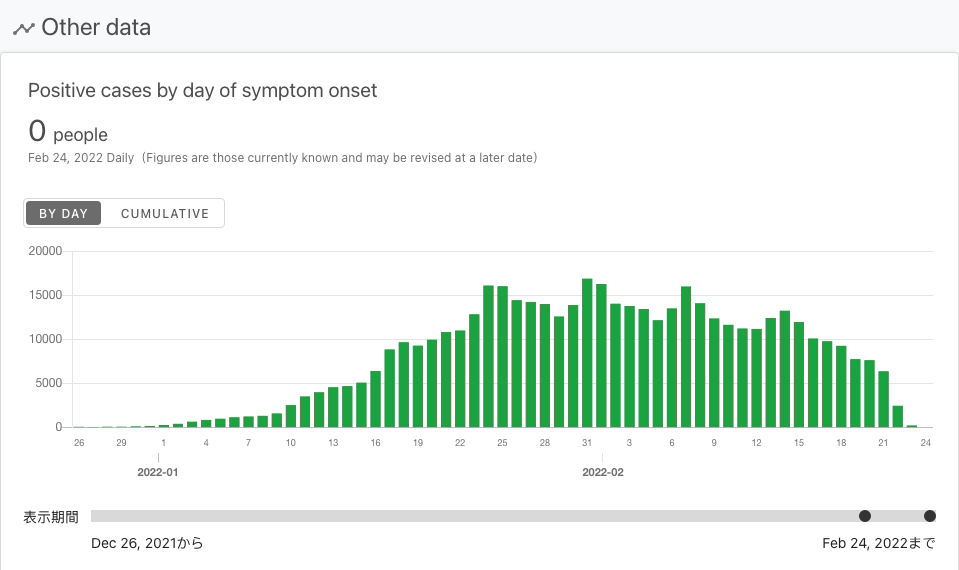 Other data
Positive cases by day of symptom onset
0 people
Feb 24, 2022 Daily (Figures are those currently known and may be revised at a later date)
BY DAY CUMULATIVE
20000
15000
10000
5000
0
26 29 1 4 7 10 13 16 19 22 25 28 31 3 6 9 12 15 18 21 24
2022-01 2022-02
表示期間
Dec 26, 2021から Feb 24, 2022まで